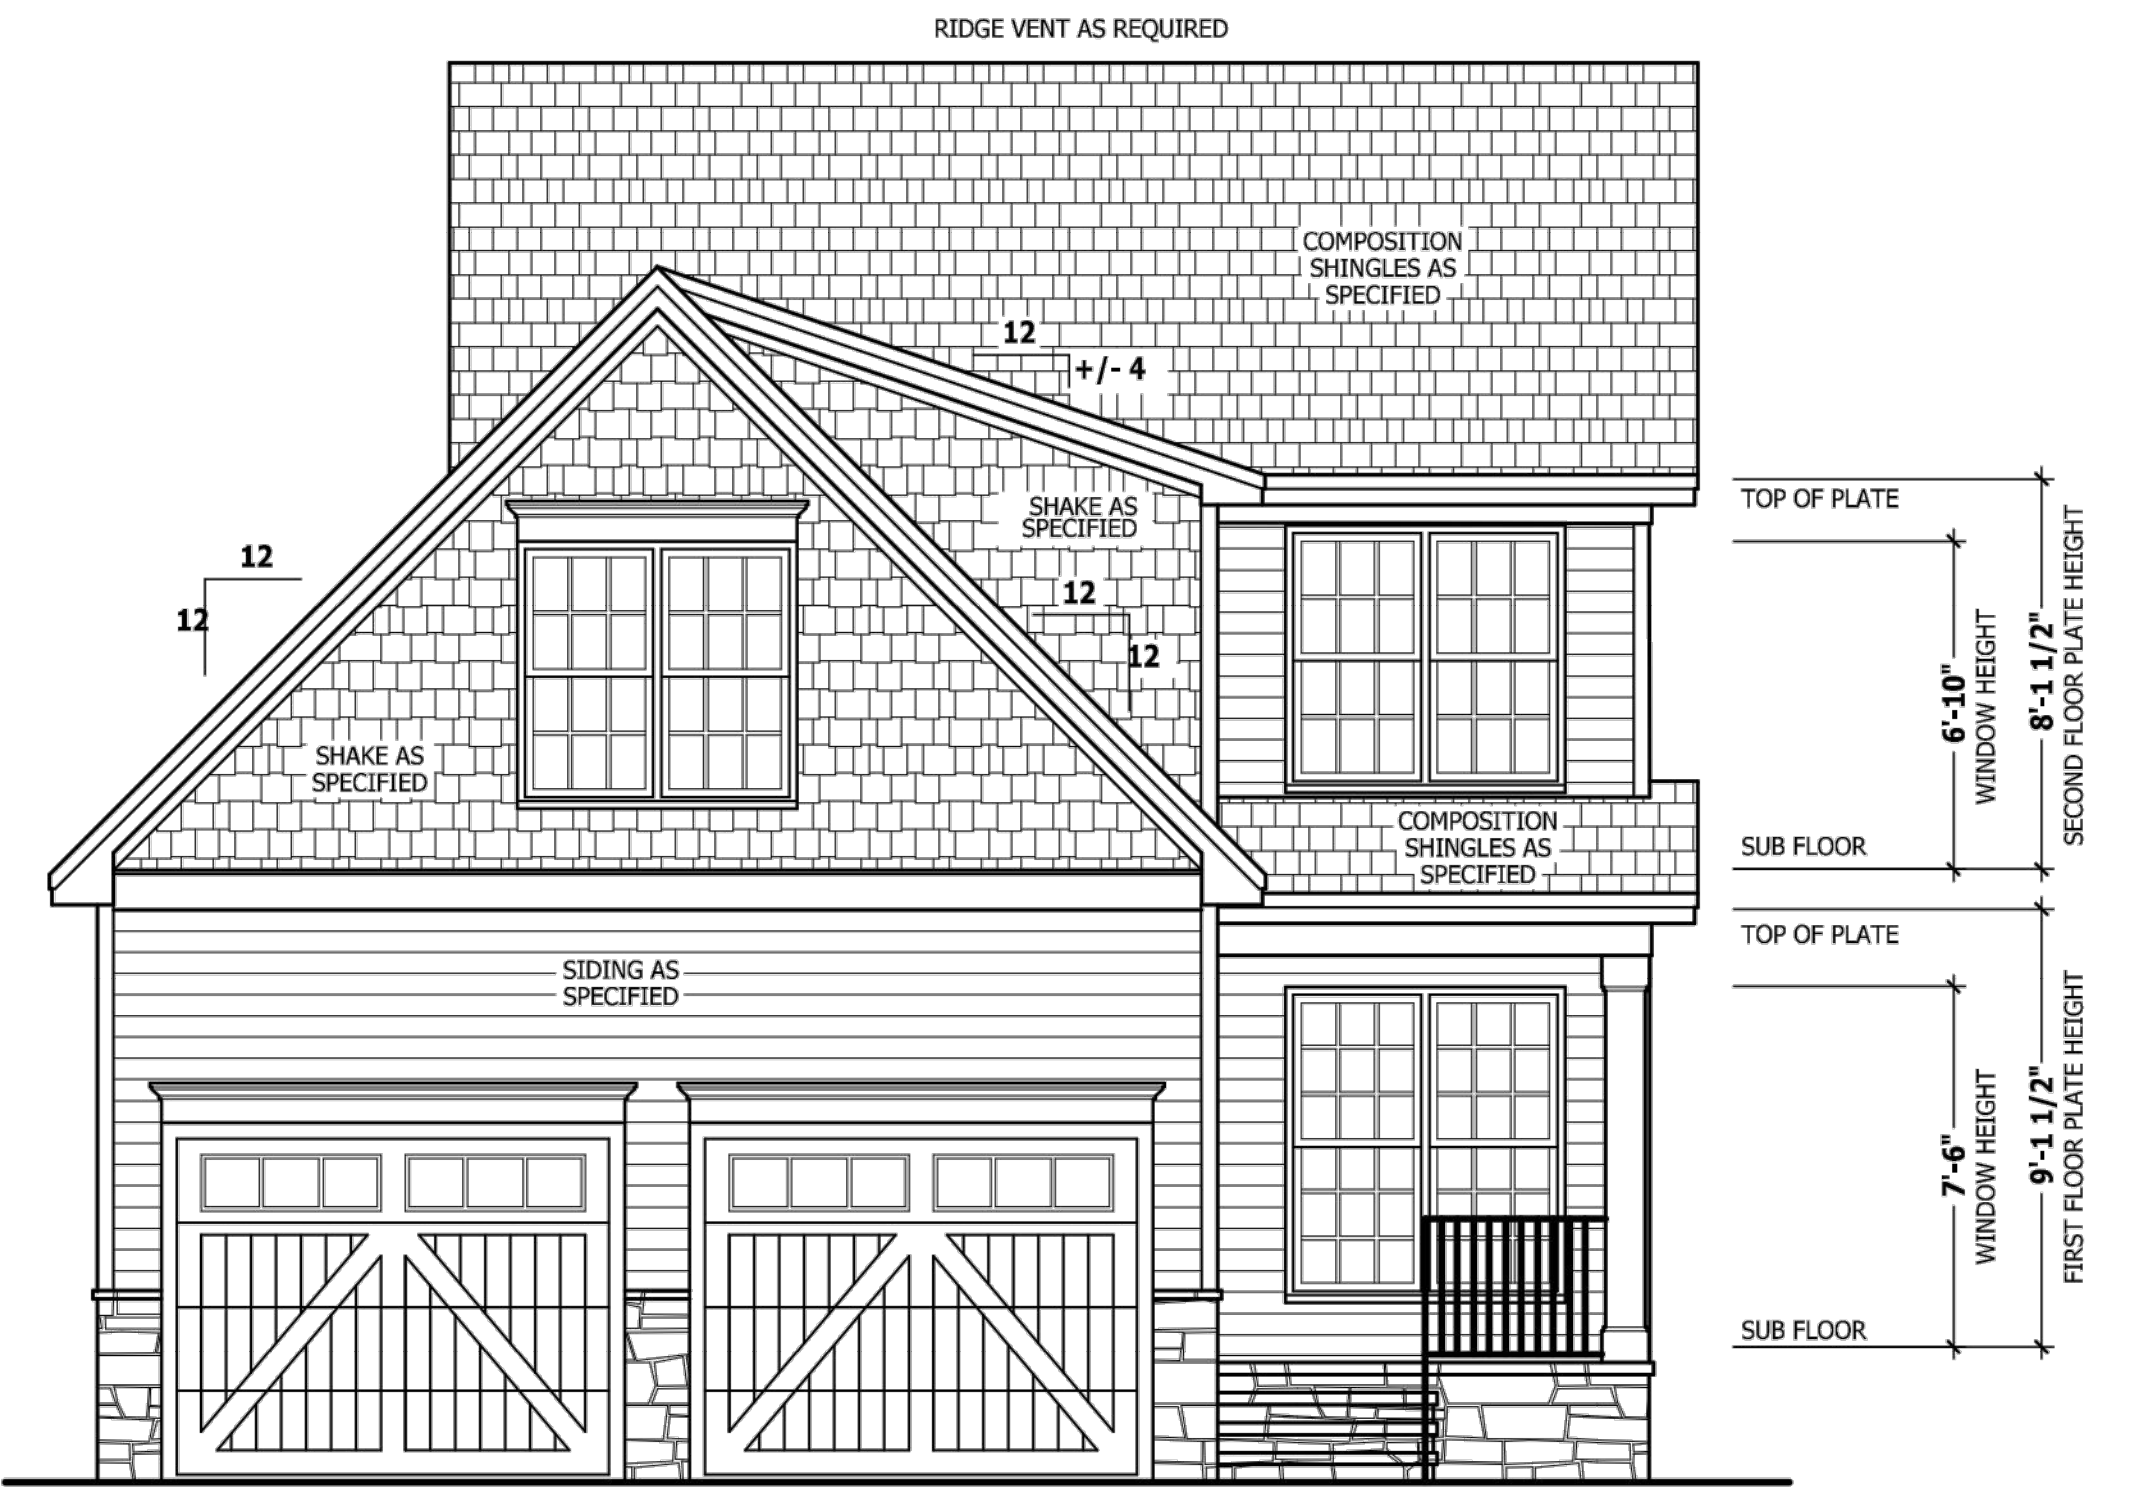 RIDGE VENT AS REQUIRED
COMPOSITION
SHINGLES AS
SPECIFIED
12
+/- 4
SHAKE AS
SPECIFIED
TOP OF PLATE
12
12
12
12
SHAKE AS
SPECIFIED
6'-10"
WINDOW HEIGHT
8'-1 1/2"
SECOND FLOOR PLATE HEIGHT
COMPOSITION
SHINGLES AS
SPECIFIED
SUB FLOOR
TOP OF PLATE
SIDING AS
SPECIFIED
7'-6"
WINDOW HEIGHT
9'-1 1/2"
FIRST FLOOR PLATE HEIGHT
SUB FLOOR